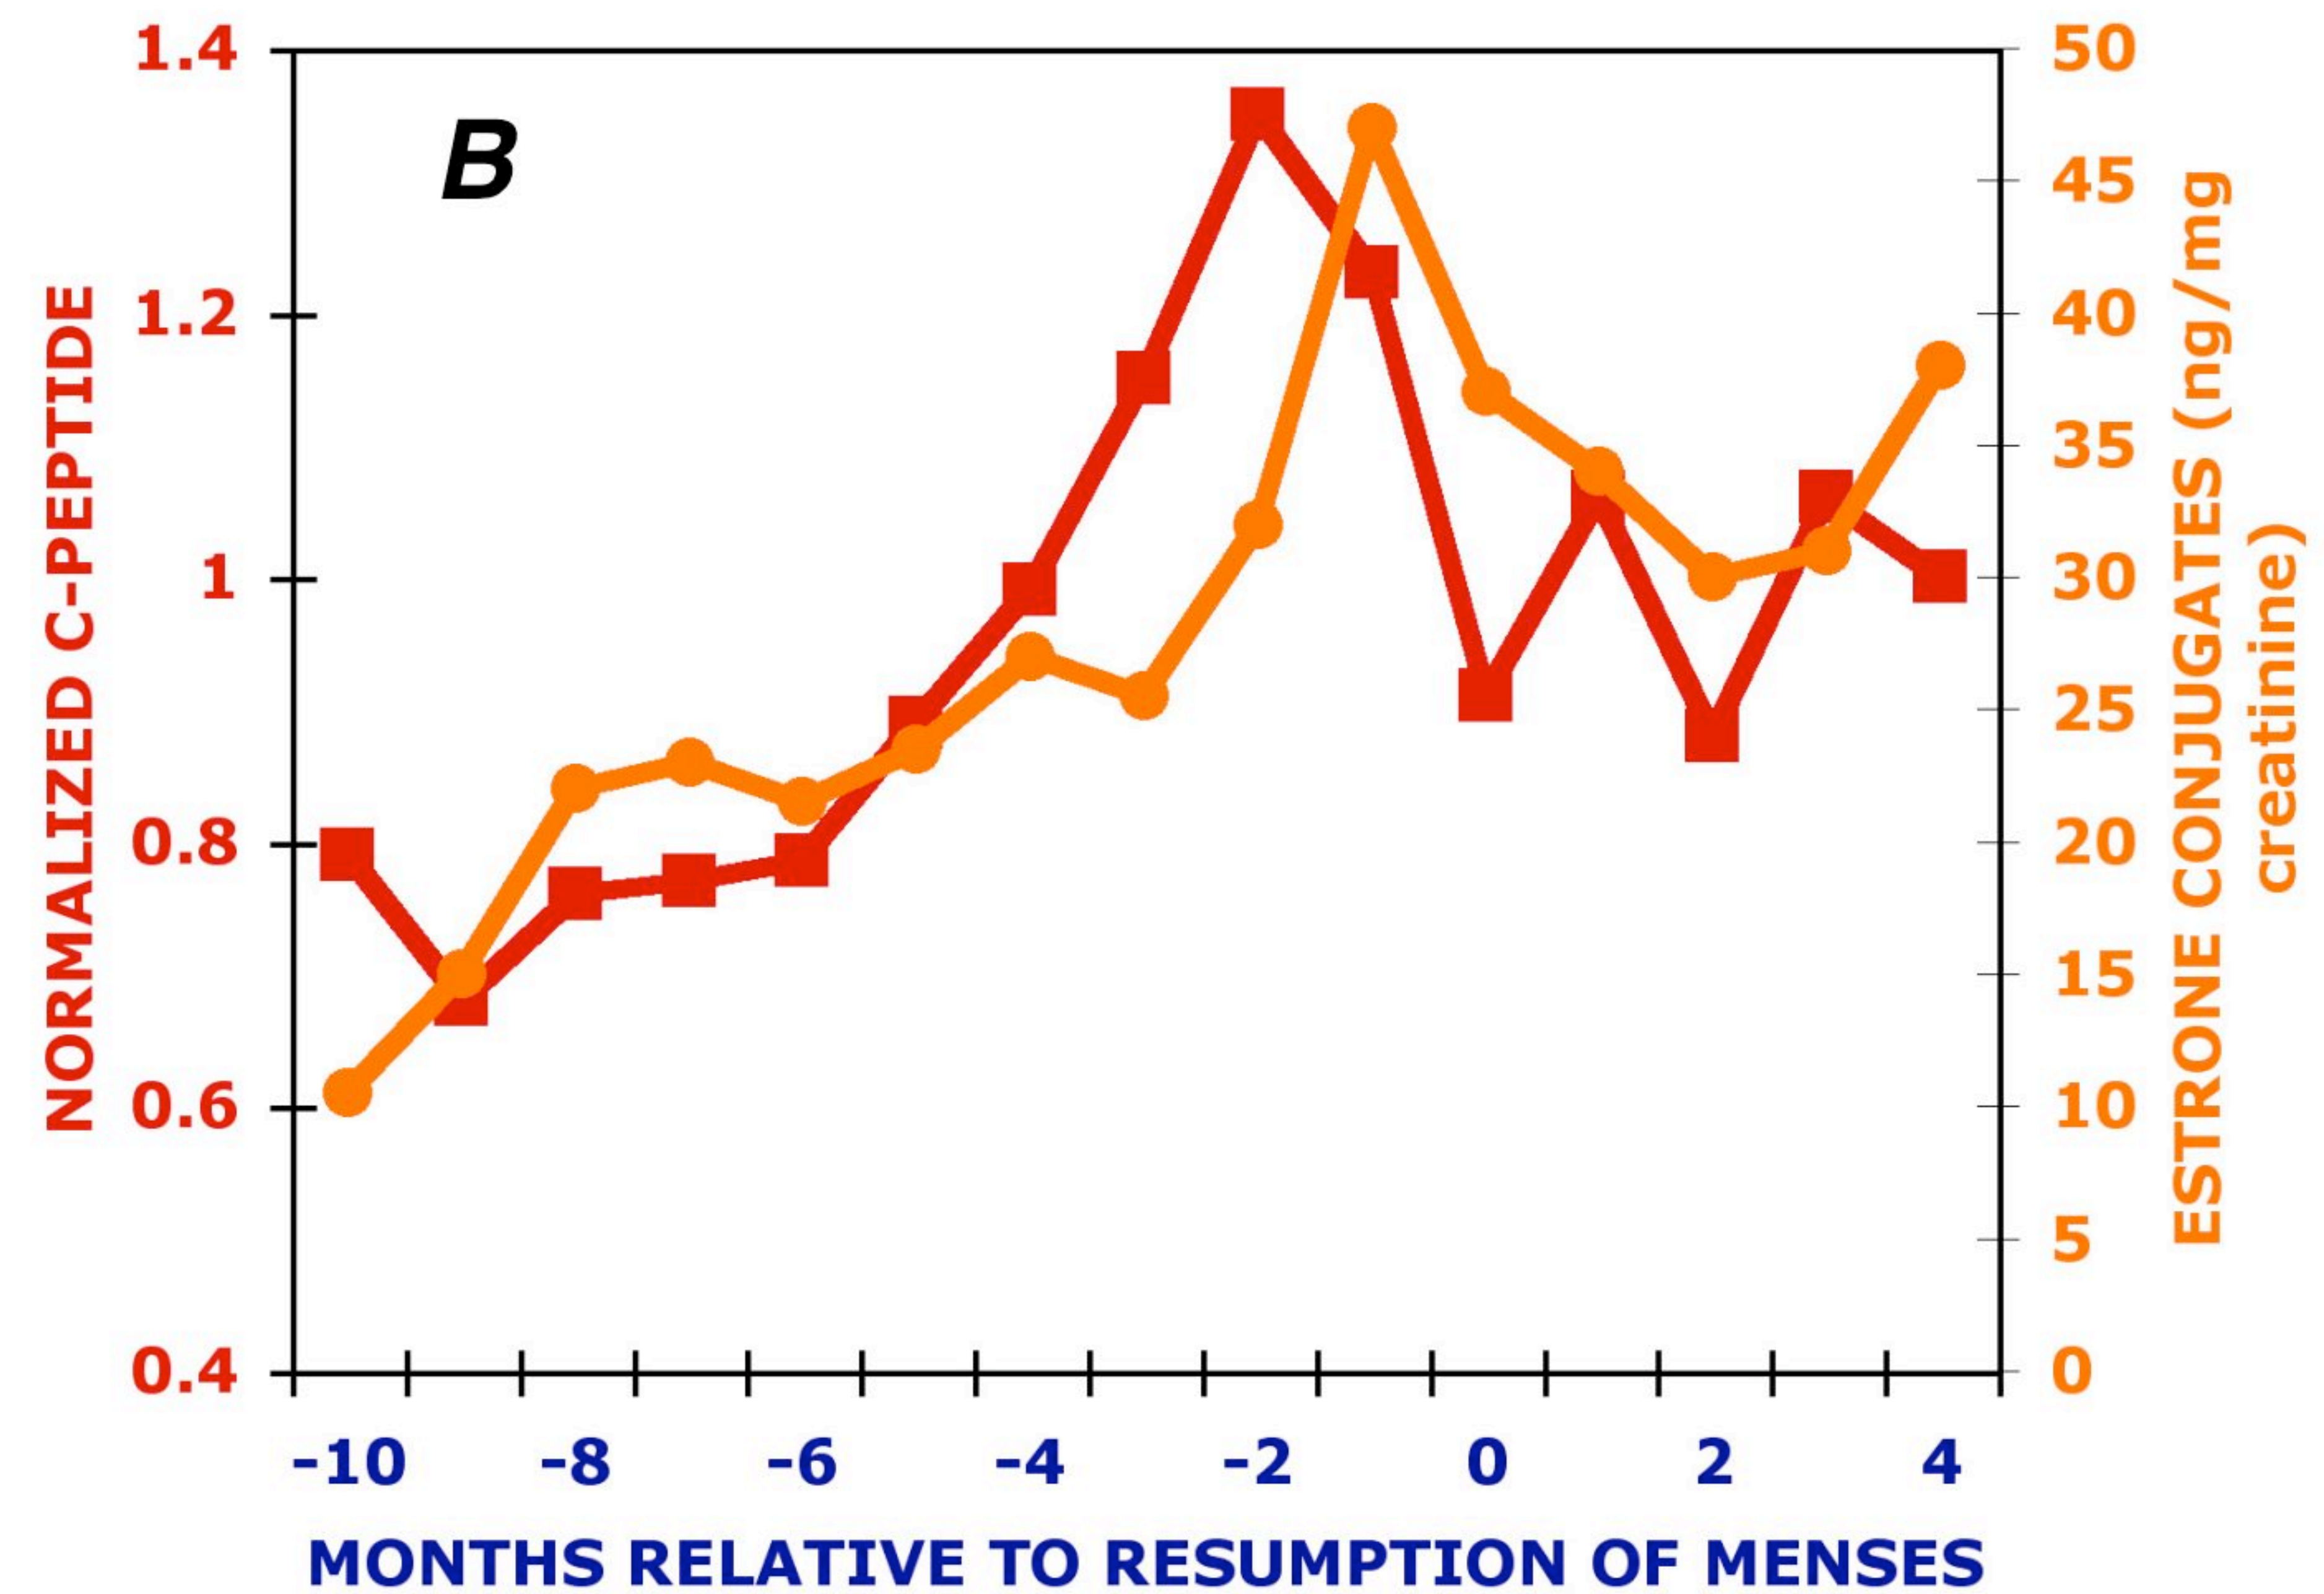 B
NORMALIZED C-PEPTIDE
1.4
1.2
1
0.8
0.6
0.4
50
45
40
35
30
25
20
15
10
5
0
ESTRONE CONJUGATES (ng/mg
creatinine)
-10 -8 -6 -4 -2 0 2 4
MONTHS RELATIVE TO RESUMPTION OF MENSES